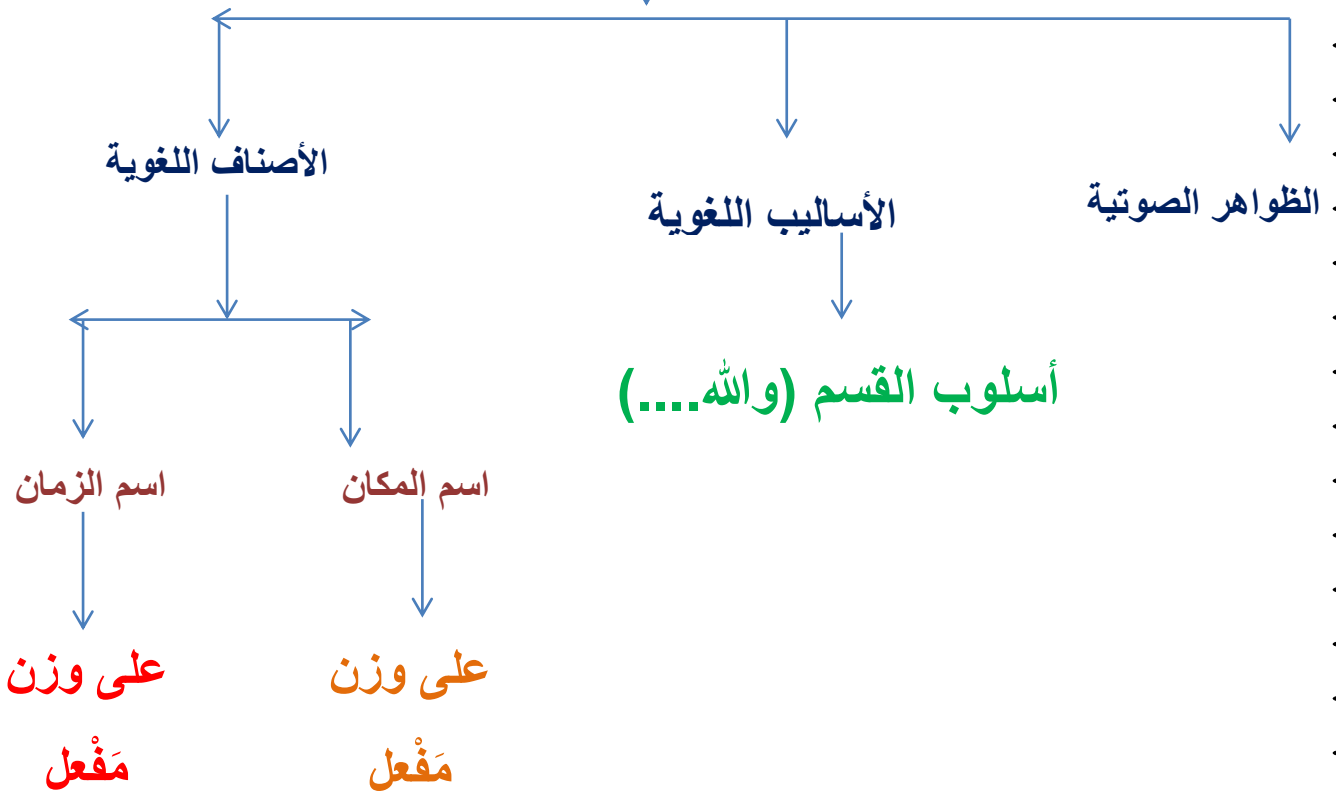 الظواهر الصوتية
الأساليب اللغوية
الأصناف اللغوية
أسلوب القسم (والله....)
اسم المكان
اسم الزمان
على وزن
مَفْعل
على وزن
مَفْعل